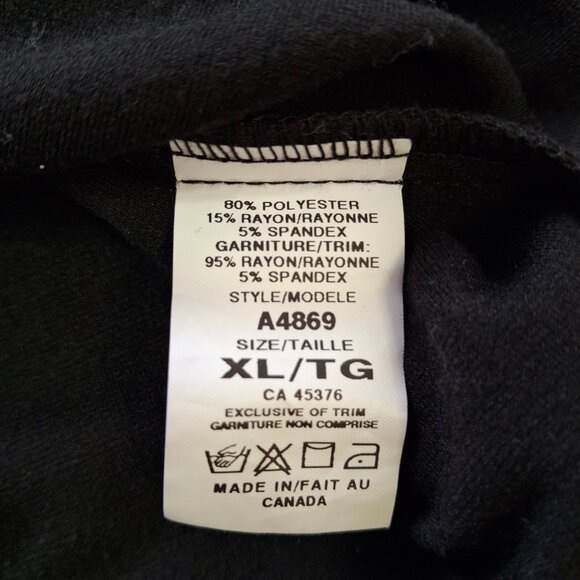 80% POLYESTER
15% RAYON/RAYONNE
5% SPANDEX
GARNITURE/TRIM:
95% RAYON/RAYONNE
5% SPANDEX
STYLE/MODELE
A4869
SIZE/TAILLE
XL/TG
CA 45376
EXCLUSIVE OF TRIM
GARNITURE NON COMPRISE
MADE IN/FAIT AU
CANADA